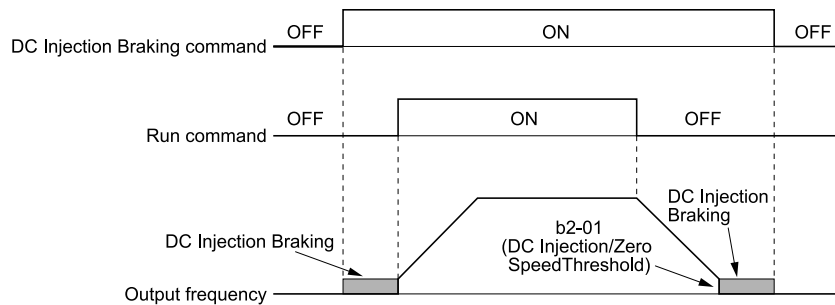 OFF
ON
OFF
DC Injection Braking command
OFF
ON
OFF
Run command
DC Injection
Braking
b2-01
(DC Injection/Zero
SpeedThreshold)
DC Injection Braking
Output frequency